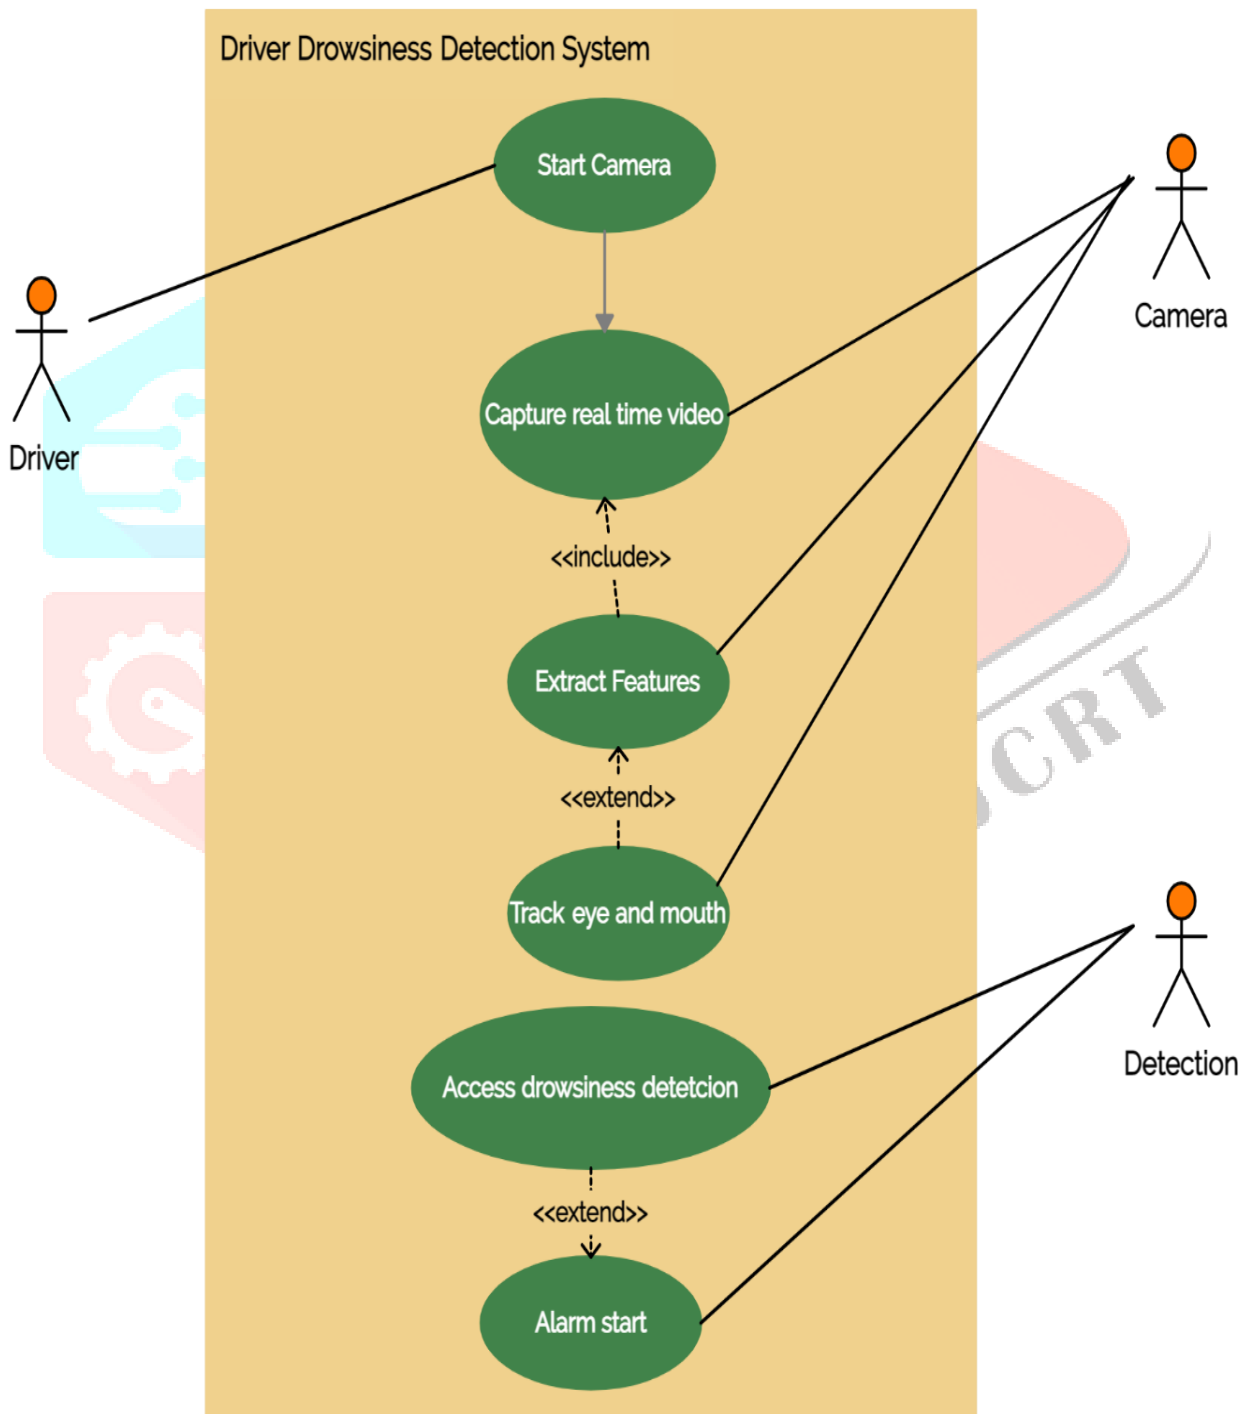 Driver Drowsiness Detection System
Start Camera
Camera
Capture real time video
Driver
<<include>>
Extract Features
<<extend>>
Track eye and mouth
Detection
Access drowsiness detetcion
<<extend>>
Alarm start